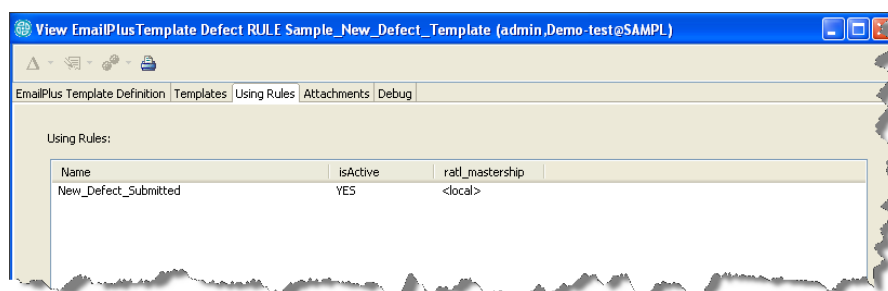 View EmailPlusTemplate Defect RULE Sample_New_Defect_Template (admin,Demo-test@SAMPL)
EmailPlus Template Definition Templates Using Rules Attachments Debug
Using Rules:
Name isActive ratl_mastership
New_Defect_Submitted YES <local>